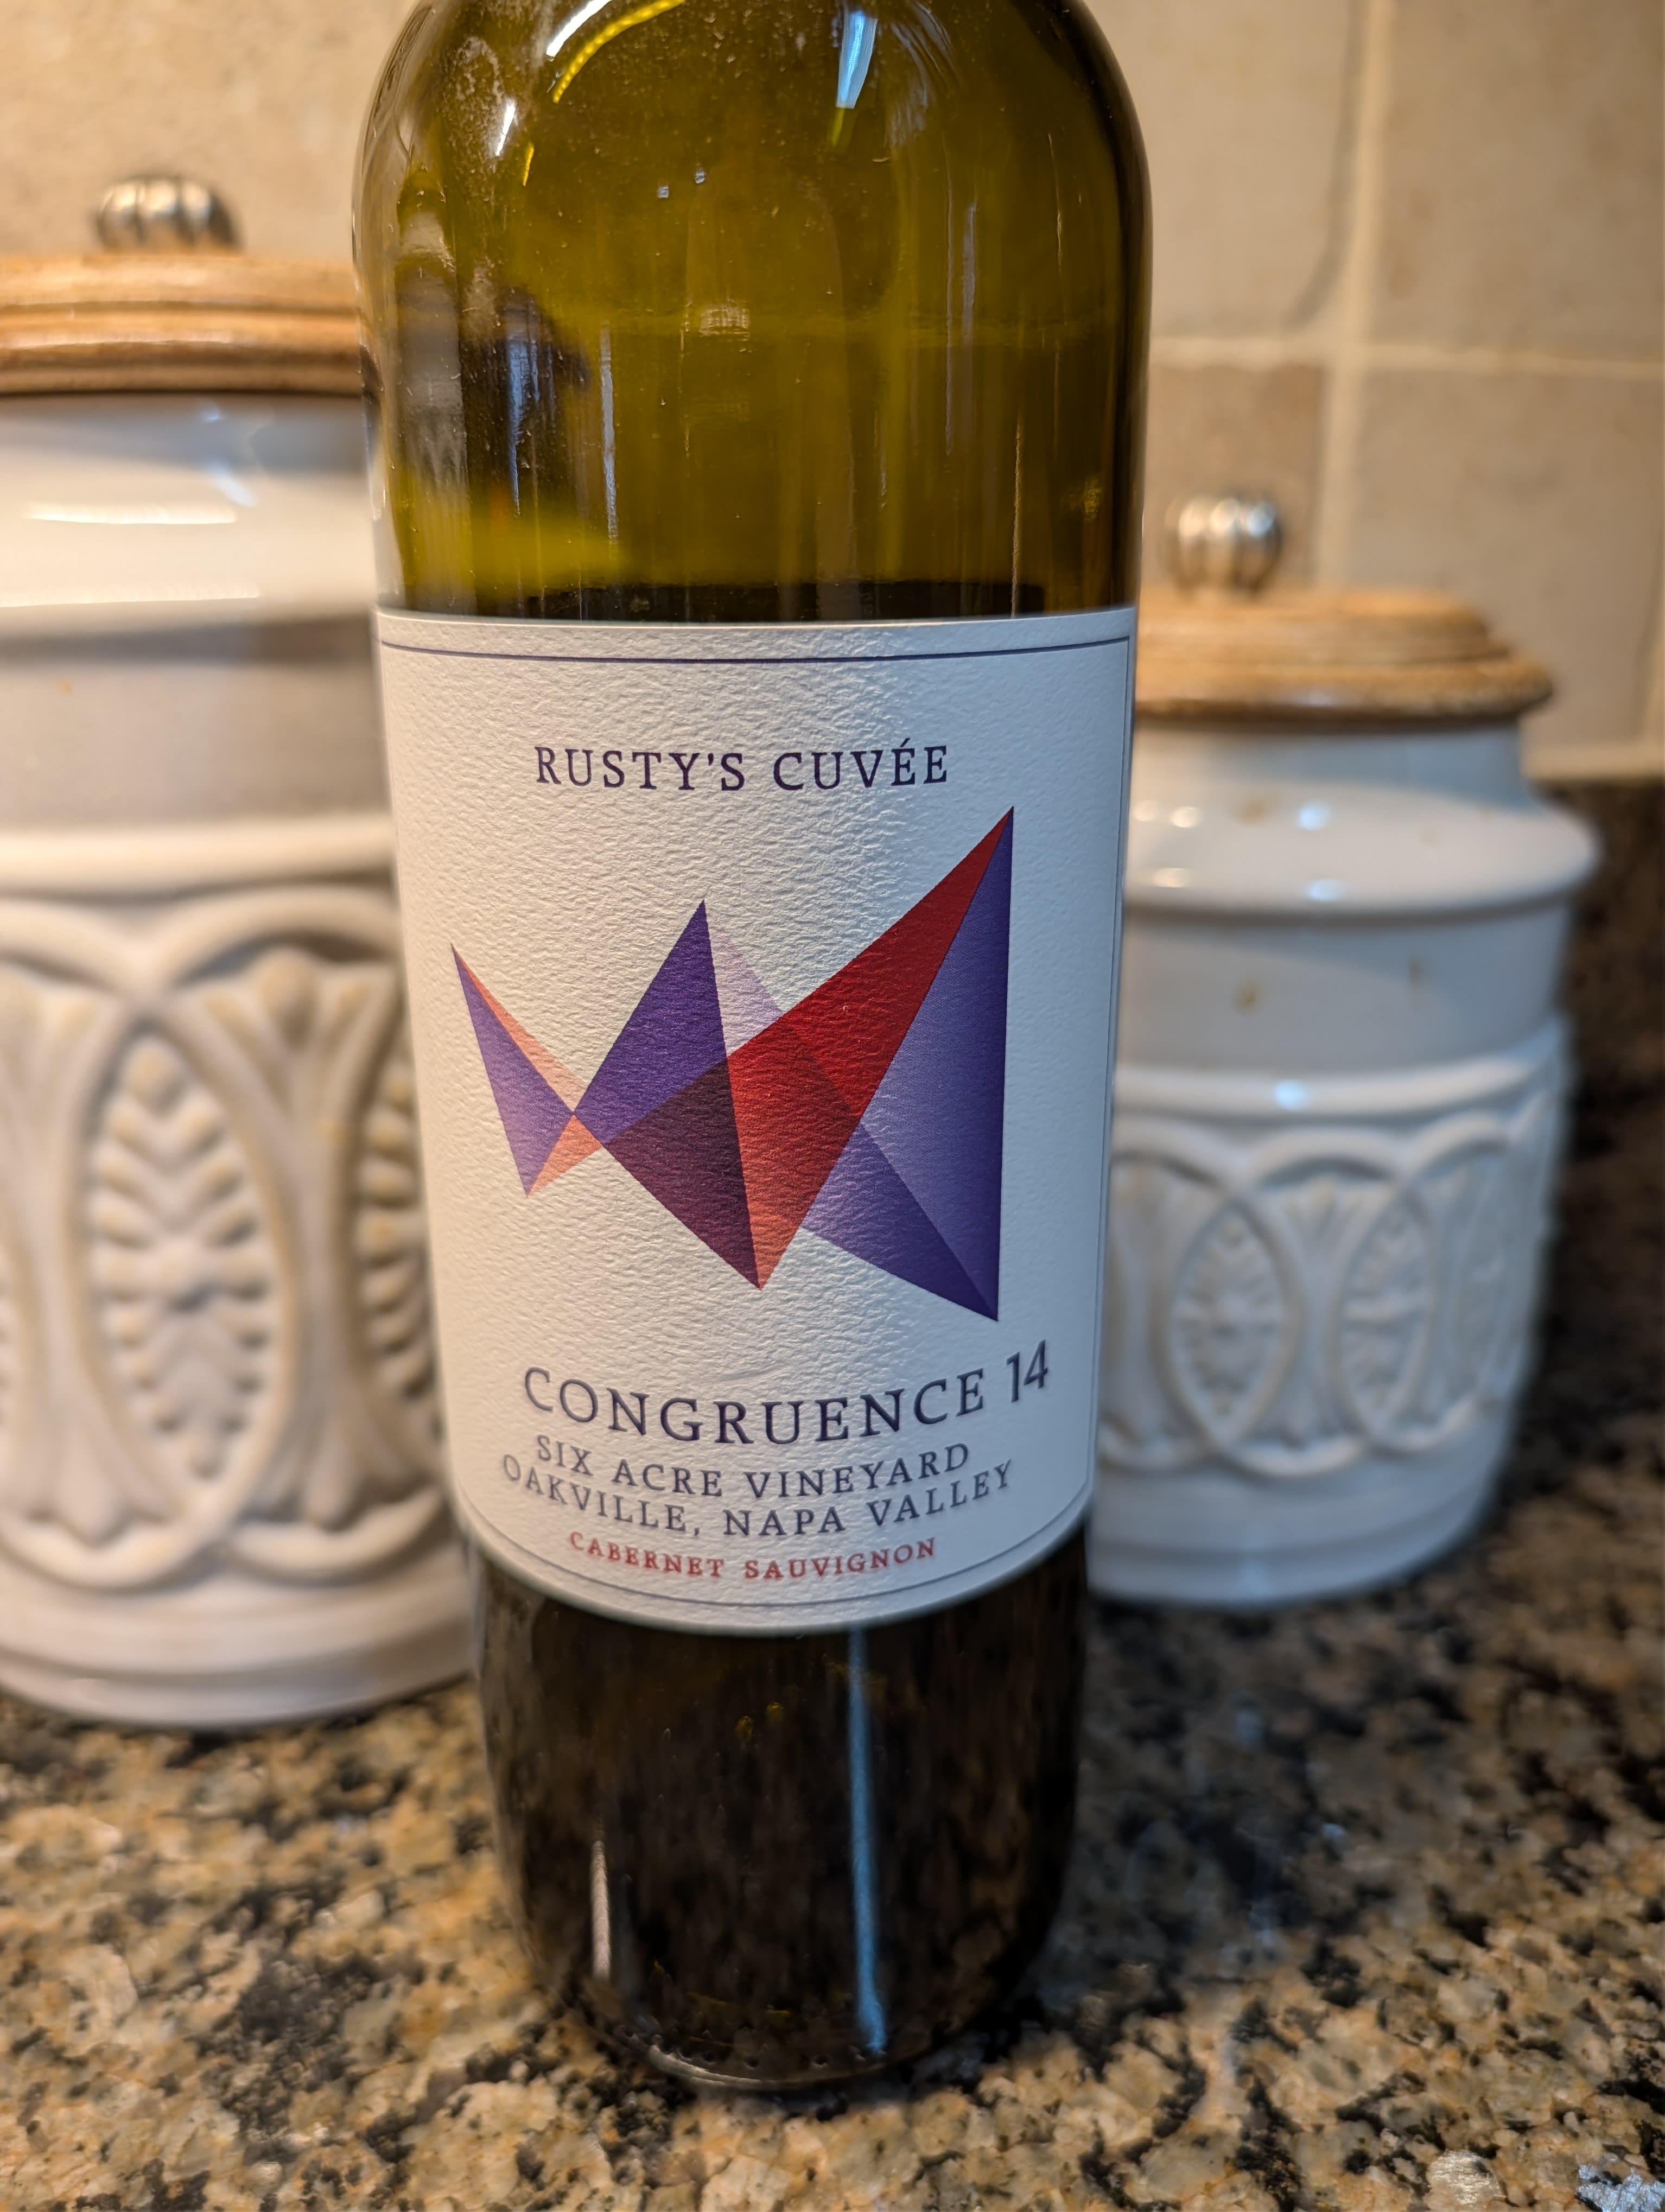 RUSTY'S CUVÉE
CONGRUENCE 14
SIX ACRE VINEYARD
OAKVILLE, NAPA VALLEY
CABERNET SAUVIGNON